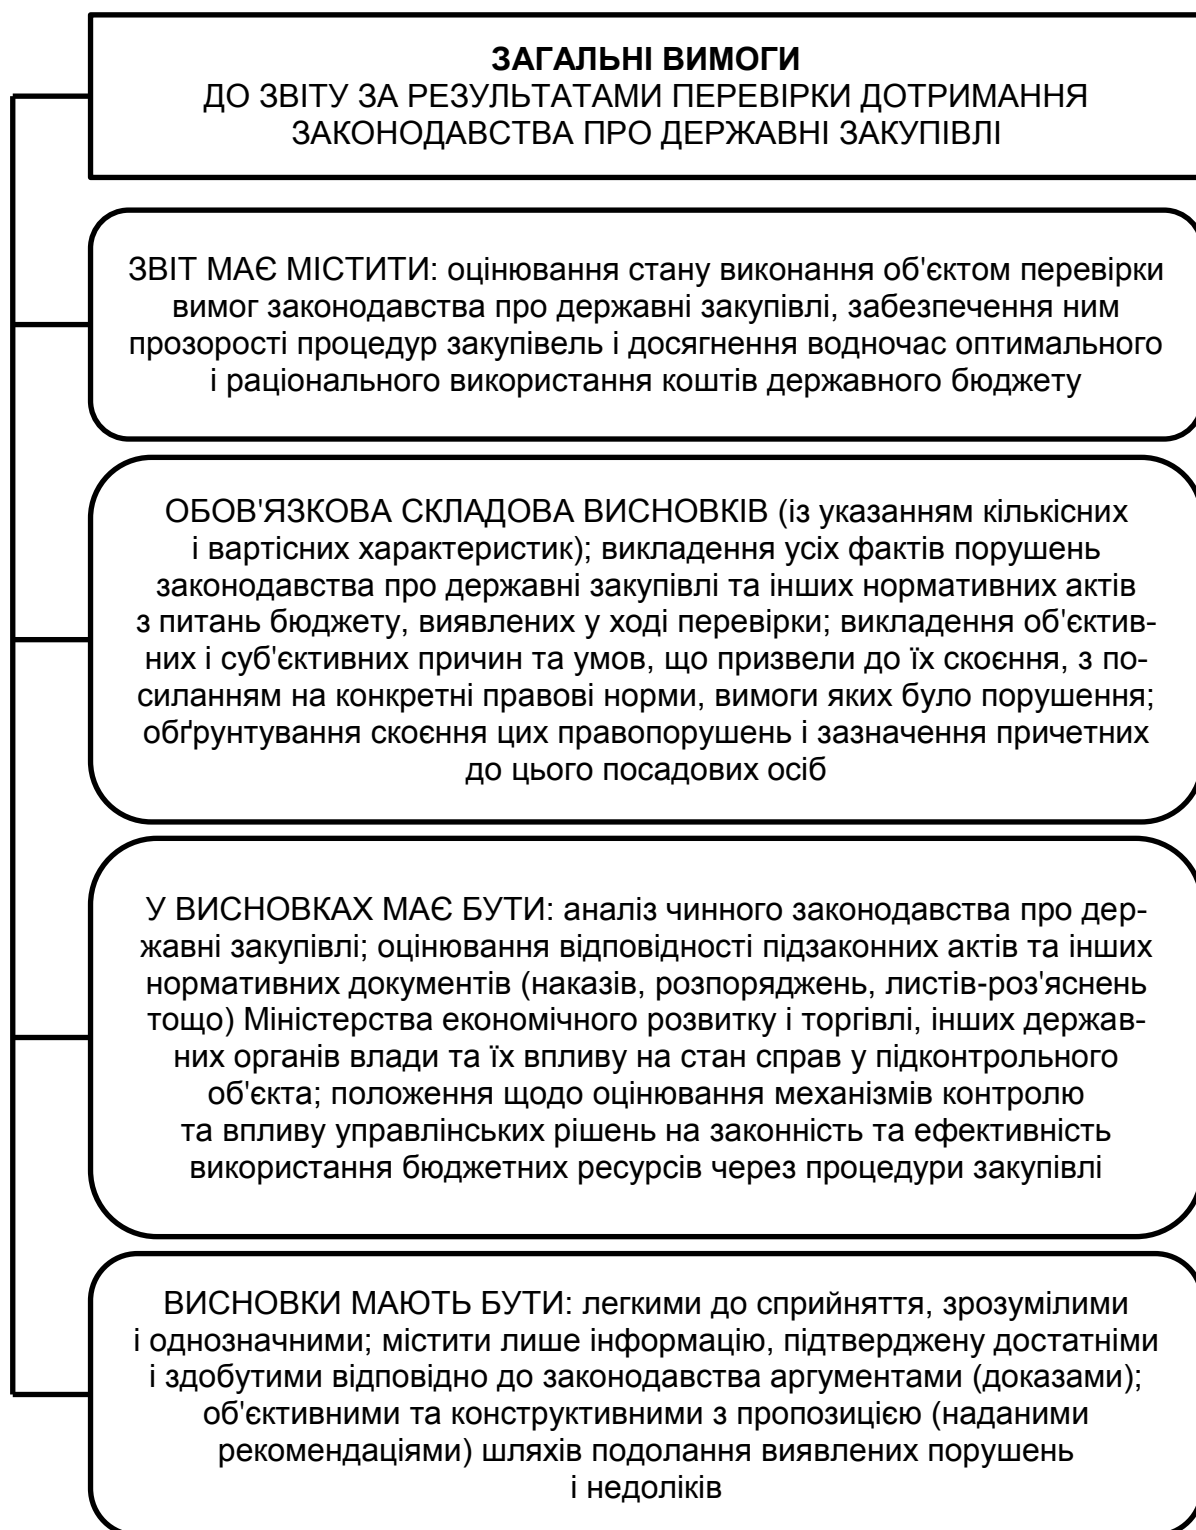 ЗАГАЛЬНІ ВИМОГИ
ДО ЗВІТУ ЗА РЕЗУЛЬТАТАМИ ПЕРЕВІРКИ ДОТРИМАННЯ
ЗАКОНОДАВСТВА ПРО ДЕРЖАВНІ ЗАКУПІВЛІ
ЗВІТ МАЄ МІСТИТИ: оцінювання стану виконання об'єктом перевірки
вимог законодавства про державні закупівлі, забезпечення ним
прозорості процедур закупівель і досягнення водночас оптимального
і раціонального використання коштів державного бюджету
ОБОВ'ЯЗКОВА СКЛАДОВА ВИСНОВКІВ (із указанням кількісних
і вартісних характеристик); викладення усіх фактів порушень
законодавства про державні закупівлі та інших нормативних актів
з питань бюджету, виявлених у ході перевірки; викладення об'єктив-
них і суб'єктивних причин та умов, що призвели до їх скоєння, з по-
силанням на конкретні правові норми, вимоги яких було порушення;
обґрунтування скоєння цих правопорушень і зазначення причетних
до цього посадових осіб
У ВИСНОВКАХ МАЄ БУТИ: аналіз чинного законодавства про дер-
жавні закупівлі; оцінювання відповідності підзаконних актів та інших
нормативних документів (наказів, розпоряджень, листів-роз'яснень
тощо) Міністерства економічного розвитку і торгівлі, інших держав-
них органів влади та їх впливу на стан справ у підконтрольного
об'єкта; положення щодо оцінювання механізмів контролю
та впливу управлінських рішень на законність та ефективність
використання бюджетних ресурсів через процедури закупівлі
ВИСНОВКИ МАЮТЬ БУТИ: легкими до сприйняття, зрозумілими
і однозначними; містити лише інформацію, підтверджену достатніми
і здобутими відповідно до законодавства аргументами (доказами);
об'єктивними та конструктивними з пропозицією (наданими
рекомендаціями) шляхів подолання виявлених порушень
і недоліків